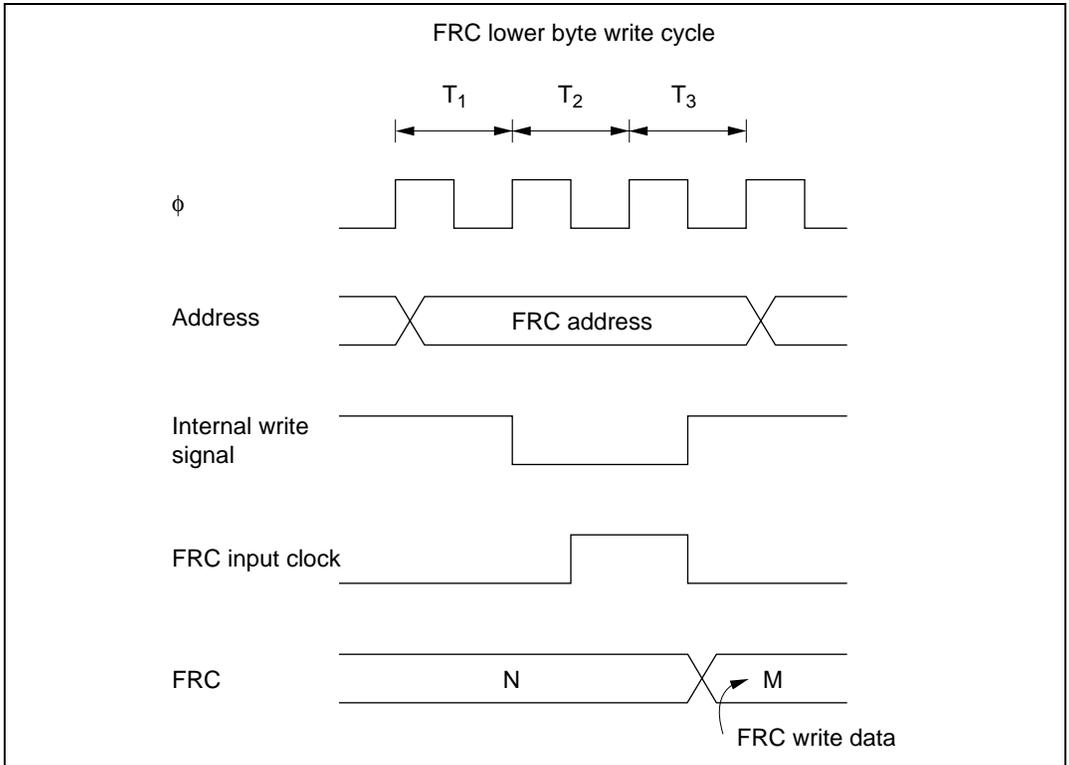 FRC lower byte write cycle
T1 T2 T3
ϕ
Address
FRC address
Internal write
signal
FRC input clock
FRC
N
M
FRC write data